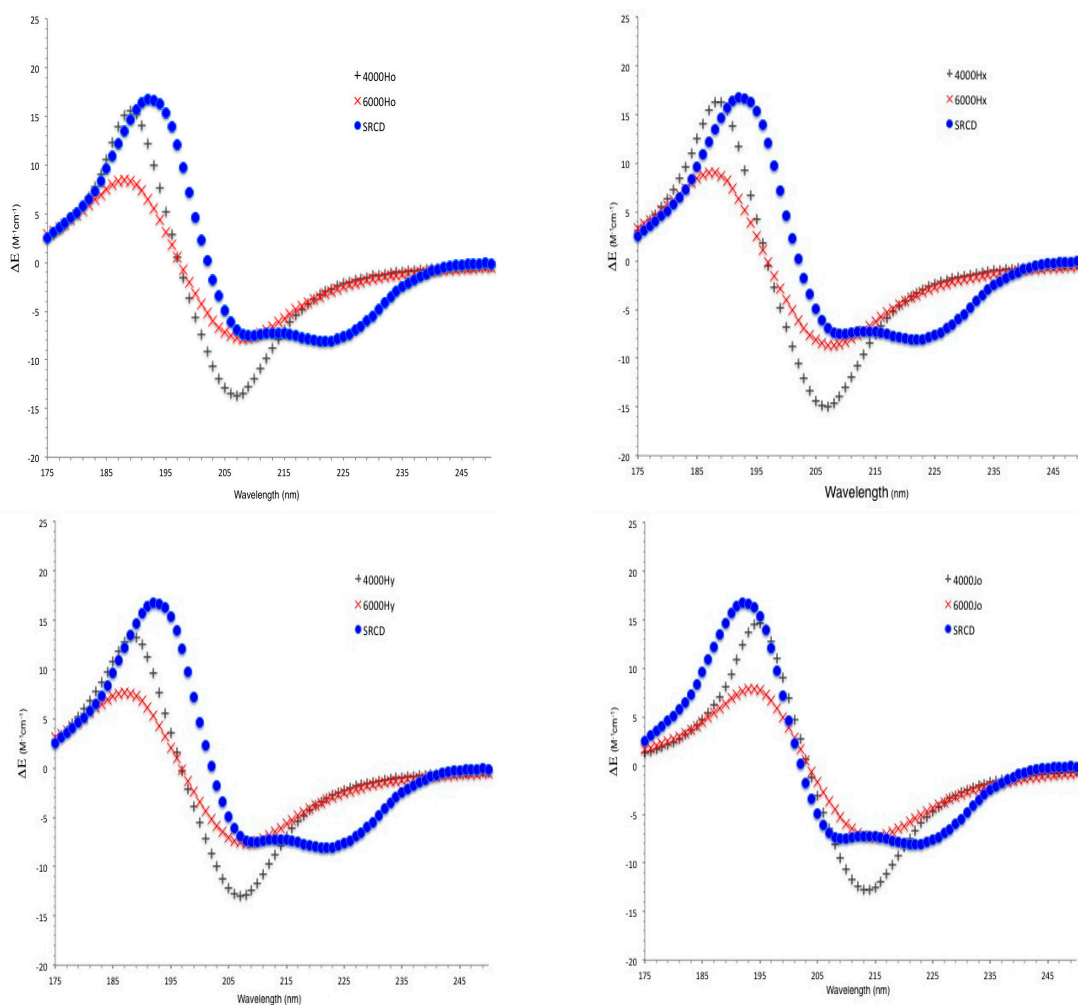 25
20
15
10
5
0
-5
-10
-15
-20
ΔE (M⁻¹cm⁻¹)
+ 4000Ho
× 6000Ho
● SRCD
175 185 195 205 215 225 235 245
Wavelength (nm)
25
20
15
10
5
0
-5
-10
-15
-20
ΔE (M⁻¹cm⁻¹)
+ 4000Hx
× 6000Hx
● SRCD
175 185 195 205 215 225 235 245
Wavelength (nm)
25
20
15
10
5
0
-5
-10
-15
-20
ΔE (M⁻¹cm⁻¹)
+ 4000Hy
× 6000Hy
● SRCD
175 185 195 205 215 225 235 245
Wavelength (nm)
25
20
15
10
5
0
-5
-10
-15
-20
ΔE (M⁻¹cm⁻¹)
+ 4000Jo
× 6000Jo
● SRCD
175 185 195 205 215 225 235 245
Wavelength (nm)